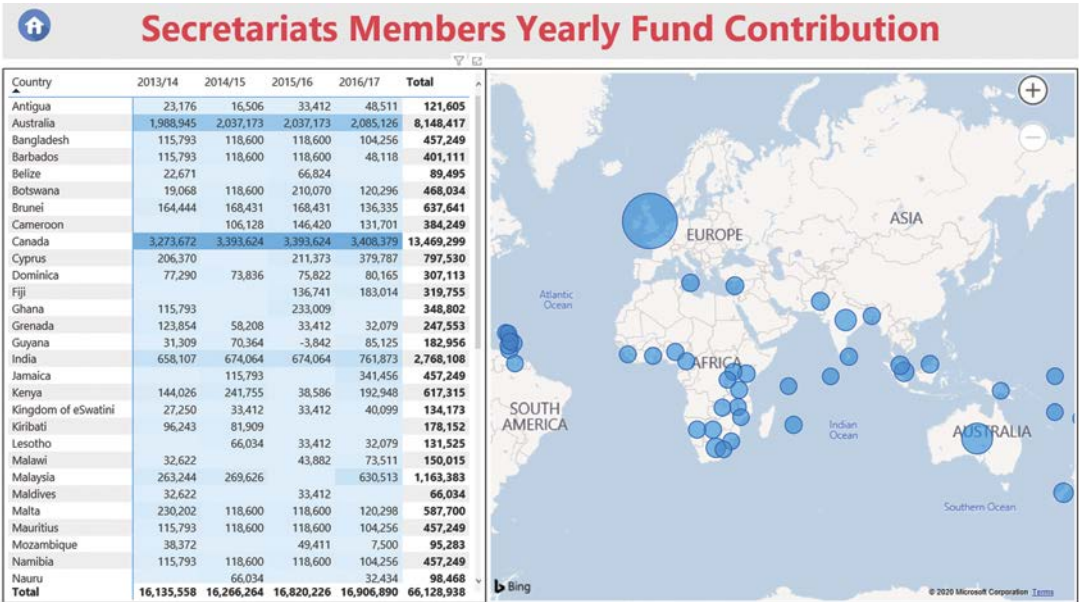 Secretariats Members Yearly Fund Contribution
Country 2013/14 2014/15 2015/16 2016/17 Total
Antigua 23,176 16,506 33,412 48,511 121,605
Australia 1,988,945 2,037,173 2,037,173 2,085,126 8,148,417
Bangladesh 115,793 118,600 118,600 104,256 457,249
Barbados 115,793 118,600 118,600 48,118 401,111
Belize 22,671 66,824 89,495
Botswana 19,068 118,600 210,070 120,296 468,034
Brunei 164,444 168,431 168,431 136,335 637,641
Cameroon 106,128 146,420 131,701 384,249
Canada 3,273,672 3,393,624 3,393,624 3,408,379 13,469,299
Cyprus 206,370 211,373 379,787 797,530
Dominica 77,290 73,836 75,822 80,165 307,113
Fiji 136,741 183,014 319,755
Ghana 115,793 233,009 348,802
Grenada 123,854 58,208 33,412 32,079 247,553
Guyana 31,309 70,364 -3,842 85,125 182,956
India 658,107 674,064 674,064 761,873 2,768,108
Jamaica 115,793 341,456 457,249
Kenya 144,026 241,755 38,586 192,948 617,315
Kingdom of eSwatini 27,250 33,412 33,412 40,099 134,173
Kiribati 96,243 81,909 178,152
Lesotho 66,034 33,412 32,079 131,525
Malawi 32,622 43,882 73,511 150,015
Malaysia 263,244 269,626 630,513 1,163,383
Maldives 32,622 33,412 66,034
Malta 230,202 118,600 118,600 120,298 587,700
Mauritius 115,793 118,600 118,600 104,256 457,249
Mozambique 38,372 49,411 7,500 95,283
Namibia 115,793 118,600 118,600 104,256 457,249
Nauru 66,034 32,434 98,468
Total 16,135,558 16,266,264 16,820,226 16,906,890 66,128,938
ASIA
EUROPE
Atlantic
Ocean
AFRICA
SOUTH
AMERICA
Indian
Ocean
AUSTRALIA
Southern Ocean
Bing
© 2020 Microsoft Corporation Terms